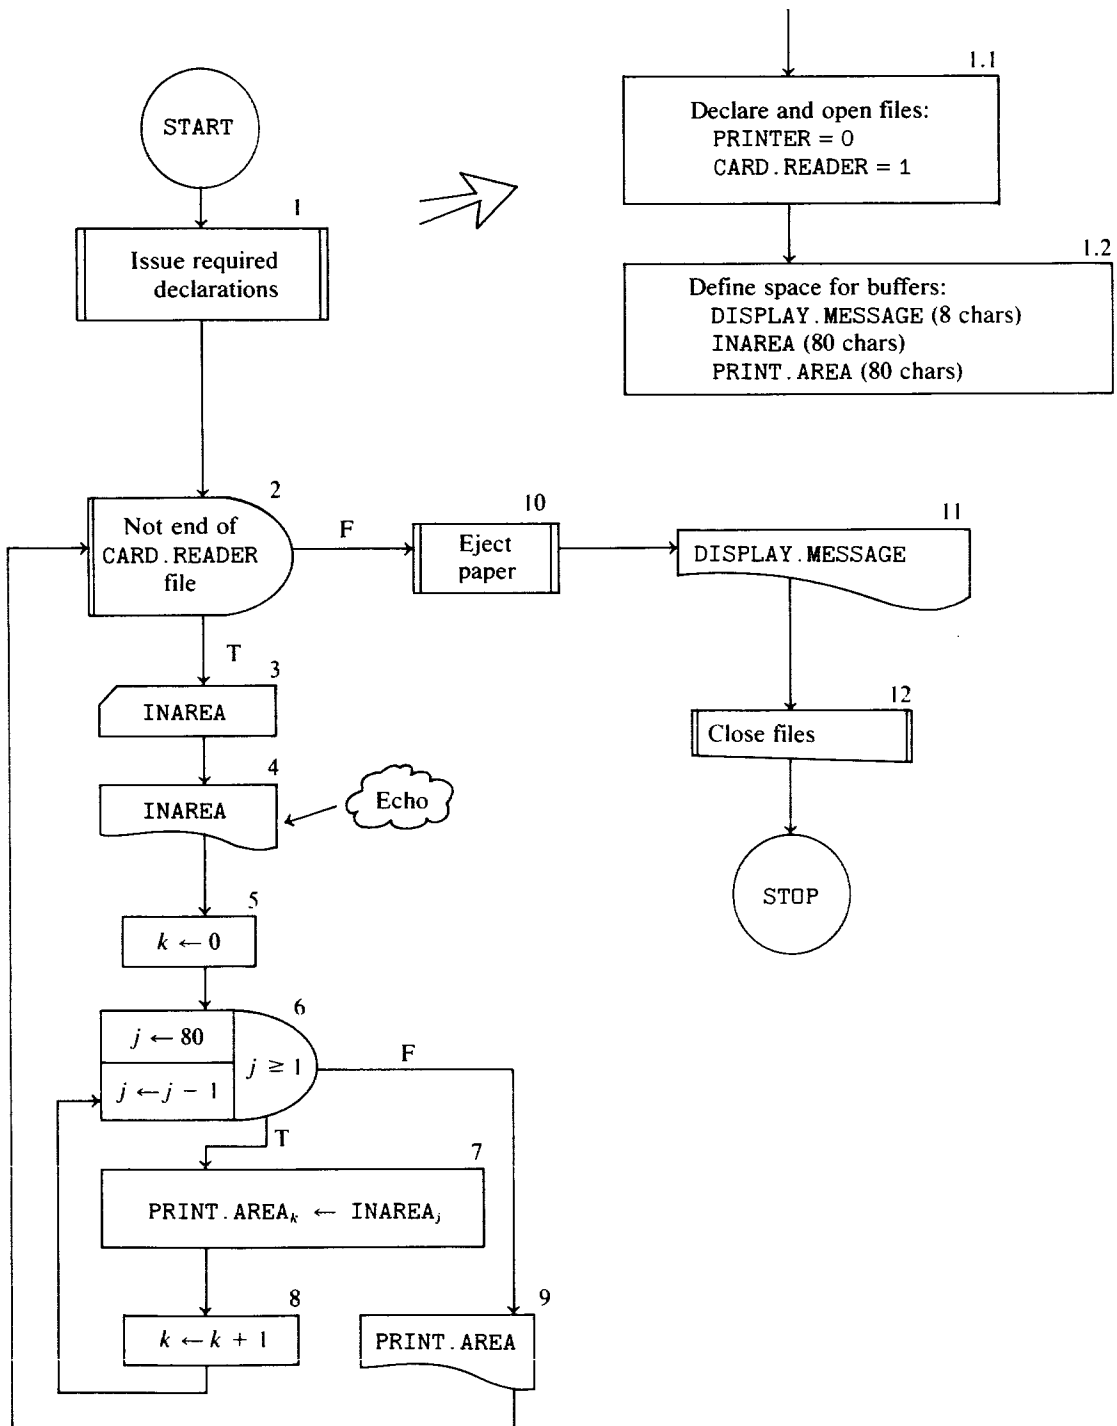 1.1
Declare and open files:
PRINTER = 0
CARD.READER = 1
START
1
Issue required
declarations
1.2
Define space for buffers:
DISPLAY.MESSAGE (8 chars)
INAREA (80 chars)
PRINT.AREA (80 chars)
2
Not end of
CARD.READER
file
F
T
10
Eject
paper
11
DISPLAY.MESSAGE
3
INAREA
12
Close files
4
INAREA
Echo
STOP
5
k ← 0
6
j ← 80
j ← j − 1
j ≥ 1
F
T
7
PRINT.AREAₖ ← INAREAⱼ
8
k ← k + 1
9
PRINT.AREA